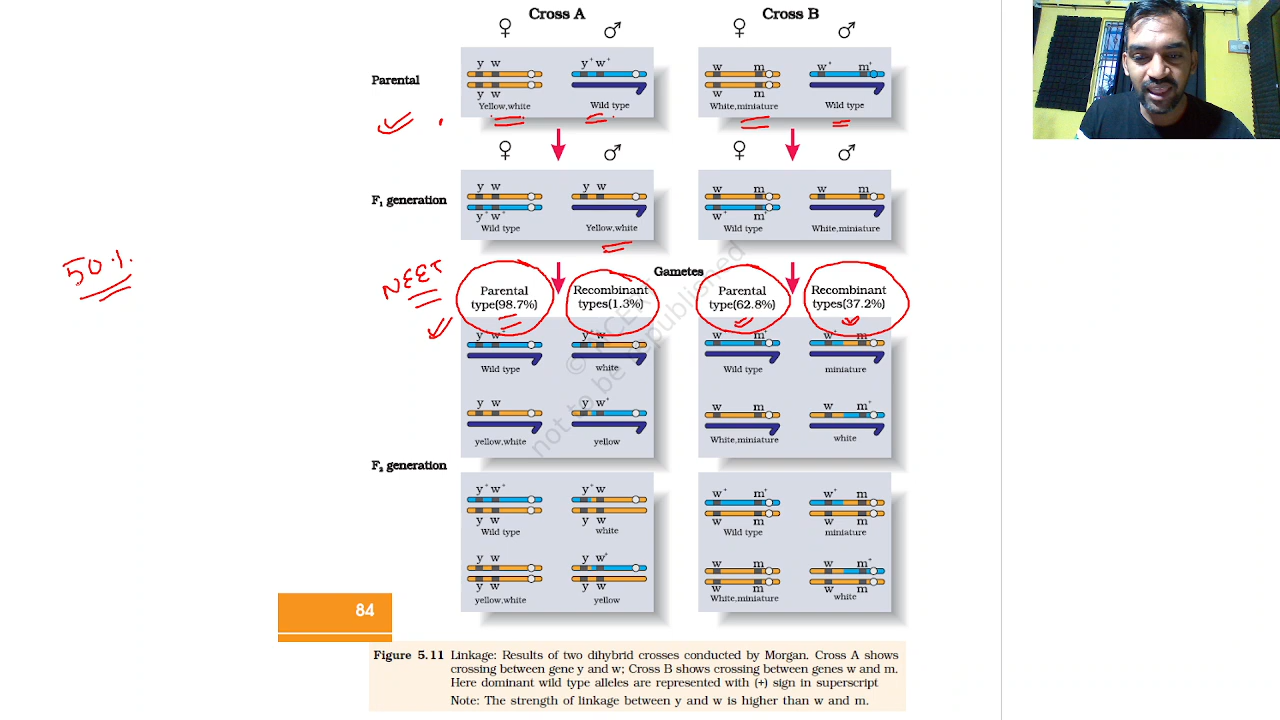 Cross A
Cross B
♀ ♂ ♀ ♂
Parental
y w
y w
Yellow,white
y⁺ w⁺
Wild type
w m
w m
White,miniature
w⁺ m⁺
Wild type
♀ ♂ ♀ ♂
F₁ generation
y w
y⁺ w⁺
Wild type
y w
Yellow,white
w m
w⁺ m⁺
Wild type
w m
White,miniature
50%
NEET
Gametes
Parental
type(98.7%)
Recombinant
types(1.3%)
Parental
type(62.8%)
Recombinant
types(37.2%)
y w⁺
Wild type
y⁺ w
white
w m⁺
Wild type
w⁺ m
miniature
y w
yellow,white
y w⁺
yellow
w m
White,miniature
w m⁺
white
F₂ generation
y⁺ w⁺
y w
Wild type
y⁺ w
y w
white
w⁺ m⁺
w m
Wild type
w⁺ m
w m
miniature
y w
y w
yellow,white
y w⁺
y w
yellow
w m
w m
White,miniature
w m⁺
w m
white
© NCERT
not to be republished
84
Figure 5.11 Linkage: Results of two dihybrid crosses conducted by Morgan. Cross A shows
crossing between gene y and w; Cross B shows crossing between genes w and m.
Here dominant wild type alleles are represented with (+) sign in superscript
Note: The strength of linkage between y and w is higher than w and m.